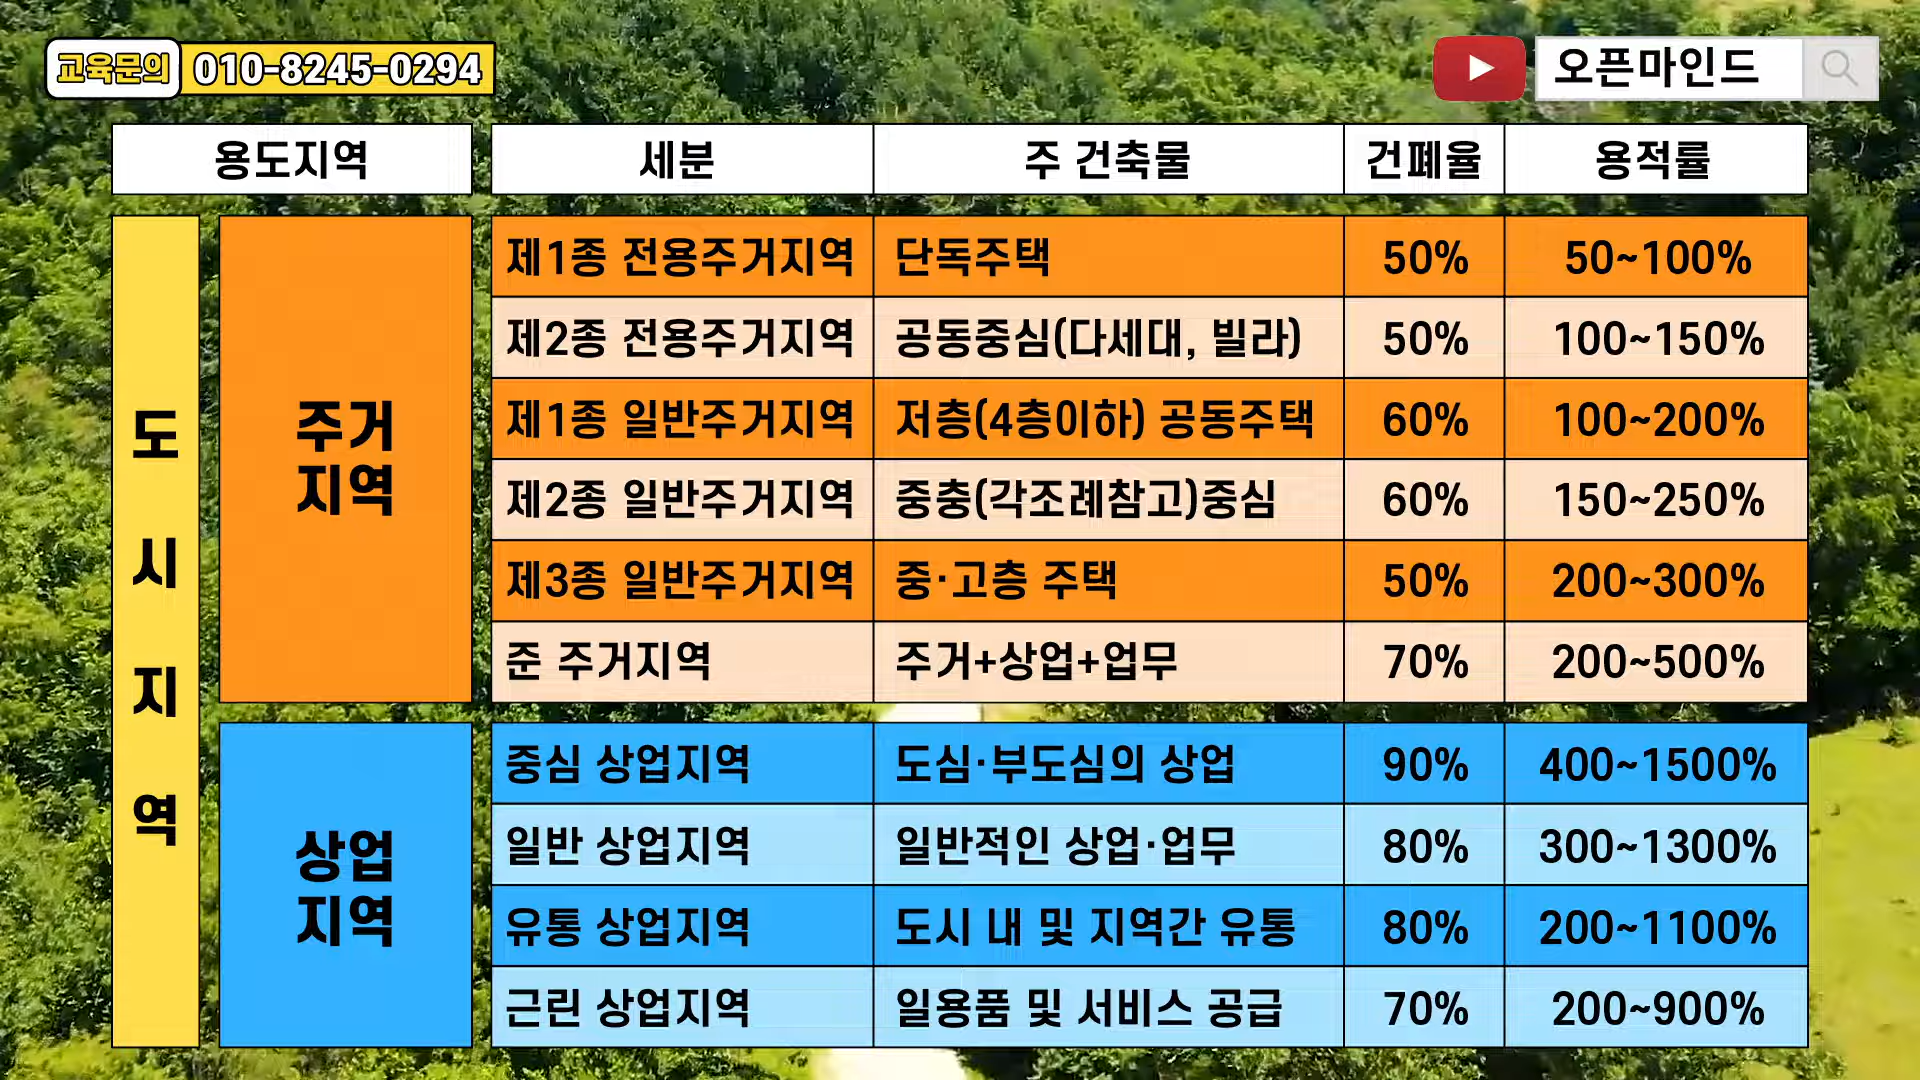 교육문의 010-8245-0294
오픈마인드
용도지역 세분 주 건축물 건폐율 용적률
도시지역
주거
지역
제1종 전용주거지역 단독주택 50% 50~100%
제2종 전용주거지역 공동중심(다세대, 빌라) 50% 100~150%
제1종 일반주거지역 저층(4층이하) 공동주택 60% 100~200%
제2종 일반주거지역 중층(각조례참고)중심 60% 150~250%
제3종 일반주거지역 중·고층 주택 50% 200~300%
준 주거지역 주거+상업+업무 70% 200~500%
상업
지역
중심 상업지역 도심·부도심의 상업 90% 400~1500%
일반 상업지역 일반적인 상업·업무 80% 300~1300%
유통 상업지역 도시 내 및 지역간 유통 80% 200~1100%
근린 상업지역 일용품 및 서비스 공급 70% 200~900%